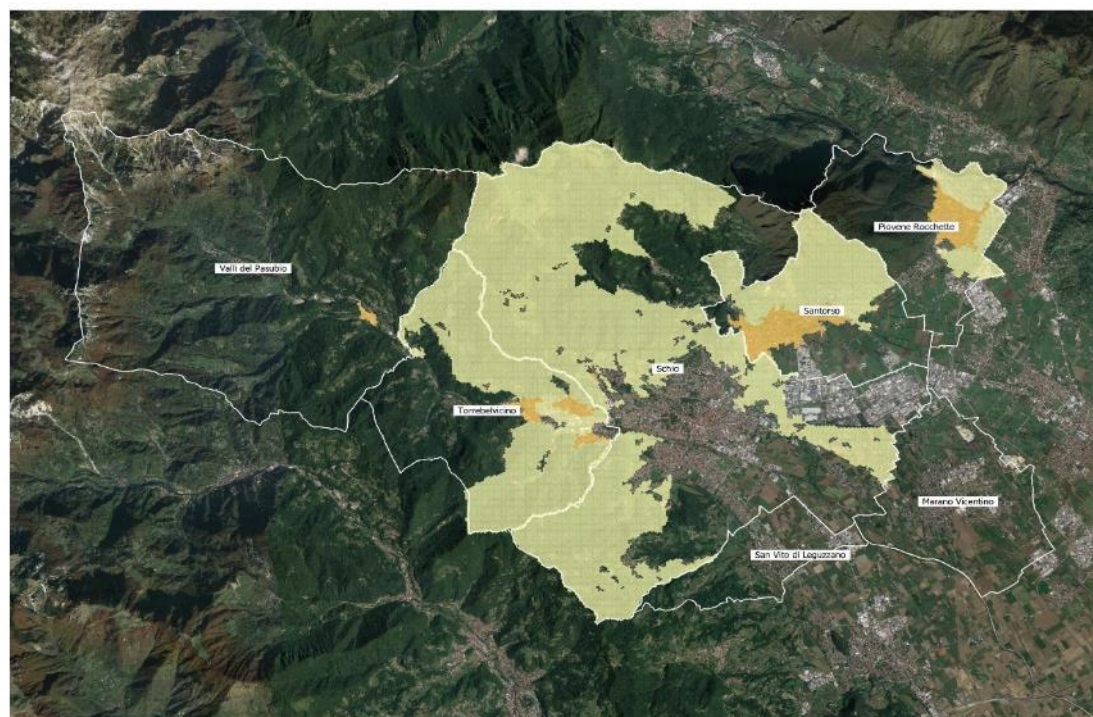 Piovene Rocchette
Valli del Pasubio
Santorso
Schio
Torrebelvicino
Marano Vicentino
San Vito di Leguzzano